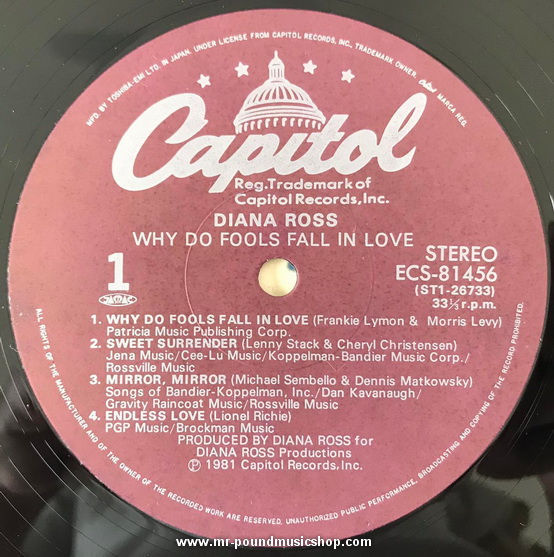 MFD. BY TOSHIBA-EMI LTD. IN JAPAN, UNDER LICENSE FROM CAPITOL RECORDS, INC., TRADEMARK OWNER. MARCA REG.
Capitol
Reg. Trademark of
Capitol Records, Inc.
DIANA ROSS
WHY DO FOOLS FALL IN LOVE
1
JASRAC
STEREO
ECS-81456
(ST1-26733)
33⅓ r.p.m.
1. WHY DO FOOLS FALL IN LOVE (Frankie Lymon & Morris Levy)
Patricia Music Publishing Corp.
2. SWEET SURRENDER (Lenny Stack & Cheryl Christensen)
Jena Music/Cee-Lu Music/Koppelman-Bandier Music Corp./
Rossville Music
3. MIRROR, MIRROR (Michael Sembello & Dennis Matkowsky)
Songs of Bandier-Koppelman, Inc./Dan Kavanaugh/
Gravity Raincoat Music/Rossville Music
4. ENDLESS LOVE (Lionel Richie)
PGP Music/Brockman Music
PRODUCED BY DIANA ROSS for
DIANA ROSS Productions
Ⓟ 1981 Capitol Records, Inc.
ALL RIGHTS OF THE MANUFACTURER AND OF THE OWNER OF THE RECORDED WORK ARE RESERVED. UNAUTHORIZED PUBLIC PERFORMANCE, BROADCASTING AND COPYING OF THE RECORD PROHIBITED.
www.mr-poundmusicshop.com